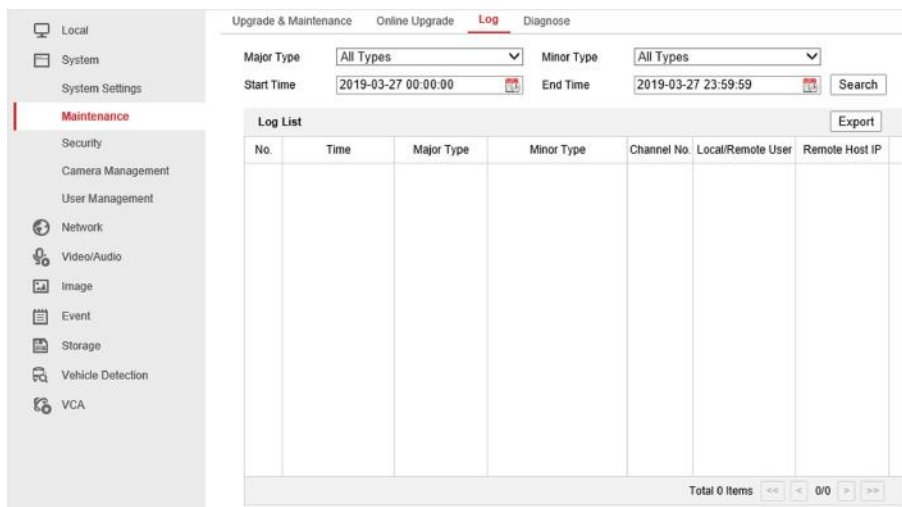 Local
System
System Settings
Maintenance
Security
Camera Management
User Management
Network
Video/Audio
Image
Event
Storage
Vehicle Detection
VCA
Upgrade & Maintenance Online Upgrade Log Diagnose
Major Type All Types Minor Type All Types
Start Time 2019-03-27 00:00:00 End Time 2019-03-27 23:59:59 Search
Log List Export
No. Time Major Type Minor Type Channel No. Local/Remote User Remote Host IP
Total 0 Items << < 0/0 > >>